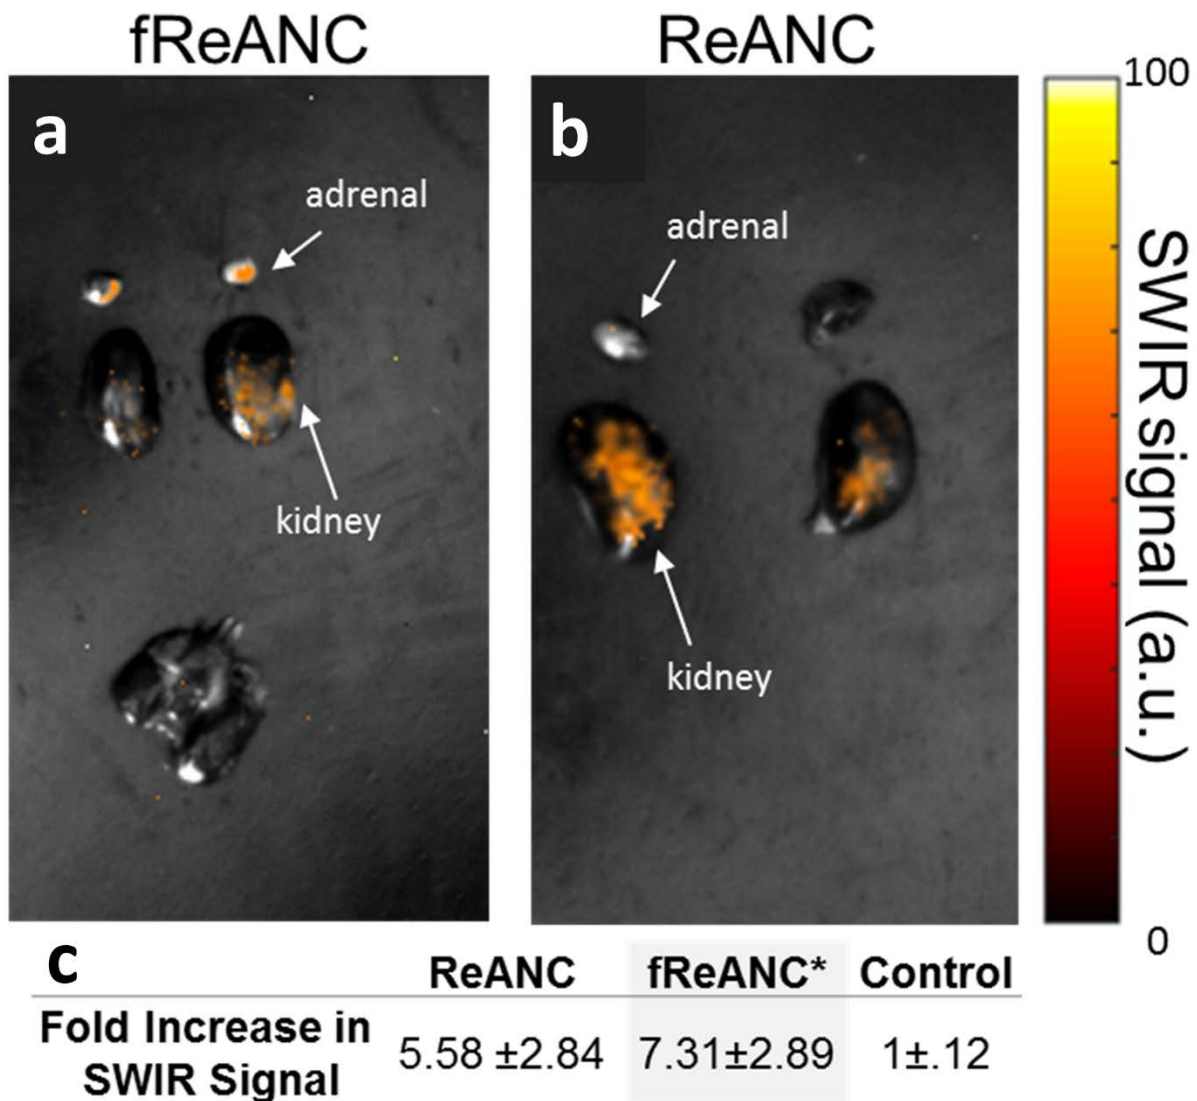 fReANC
ReANC
a
adrenal
kidney
b
adrenal
kidney
100
SWIR signal (a.u.)
0
c
ReANC fReANC* Control
Fold Increase in
SWIR Signal
5.58 ±2.84 7.31±2.89 1±.12